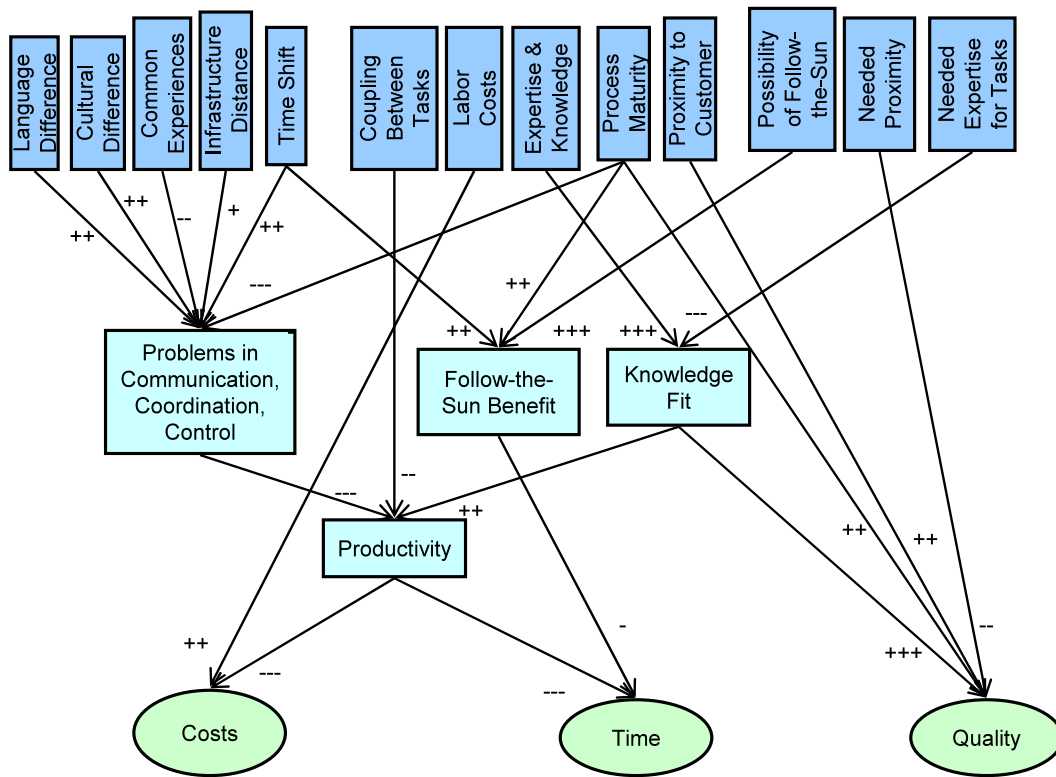 Language
Difference
Cultural
Difference
Common
Experiences
Infrastructure
Distance
Time Shift
Coupling
Between
Tasks
Labor
Costs
Expertise &
Knowledge
Process
Maturity
Proximity to
Customer
Possibility
of Follow-
the-Sun
Needed
Proximity
Needed
Expertise
for Tasks
++
++
--
+
++
---
++
++
+++
+++
---
Problems in
Communication,
Coordination,
Control
Follow-the-
Sun Benefit
Knowledge
Fit
---
--
++
Productivity
++
++
++
---
---
-
+++
--
Costs
Time
Quality